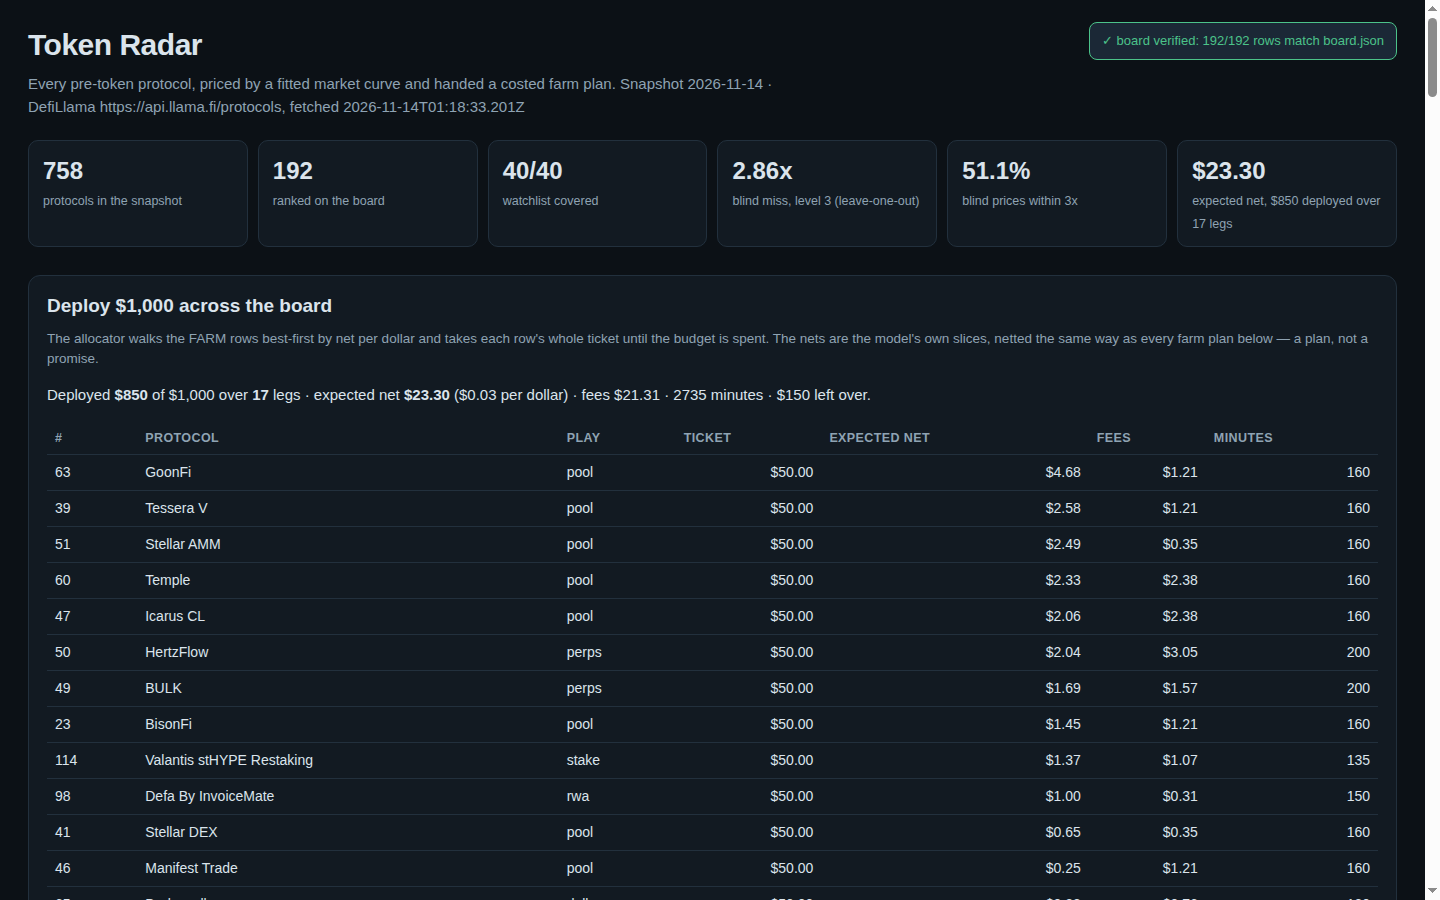 Token Radar
✓ board verified: 192/192 rows match board.json
Every pre-token protocol, priced by a fitted market curve and handed a costed farm plan. Snapshot 2026-11-14 ·
DefiLlama https://api.llama.fi/protocols, fetched 2026-11-14T01:18:33.201Z
758
protocols in the snapshot
192
ranked on the board
40/40
watchlist covered
2.86x
blind miss, level 3 (leave-one-out)
51.1%
blind prices within 3x
$23.30
expected net, $850 deployed over
17 legs
Deploy $1,000 across the board
The allocator walks the FARM rows best-first by net per dollar and takes each row's whole ticket until the budget is spent. The nets are the model's own slices, netted the same way as every farm plan below — a plan, not a
promise.
Deployed $850 of $1,000 over 17 legs · expected net $23.30 ($0.03 per dollar) · fees $21.31 · 2735 minutes · $150 left over.
# PROTOCOL PLAY TICKET EXPECTED NET FEES MINUTES
63 GoonFi pool $50.00 $4.68 $1.21 160
39 Tessera V pool $50.00 $2.58 $1.21 160
51 Stellar AMM pool $50.00 $2.49 $0.35 160
60 Temple pool $50.00 $2.33 $2.38 160
47 Icarus CL pool $50.00 $2.06 $2.38 160
50 HertzFlow perps $50.00 $2.04 $3.05 200
49 BULK perps $50.00 $1.69 $1.57 200
23 BisonFi pool $50.00 $1.45 $1.21 160
114 Valantis stHYPE Restaking stake $50.00 $1.37 $1.07 135
98 Defa By InvoiceMate rwa $50.00 $1.00 $0.31 150
41 Stellar DEX pool $50.00 $0.65 $0.35 160
46 Manifest Trade pool $50.00 $0.25 $1.21 160